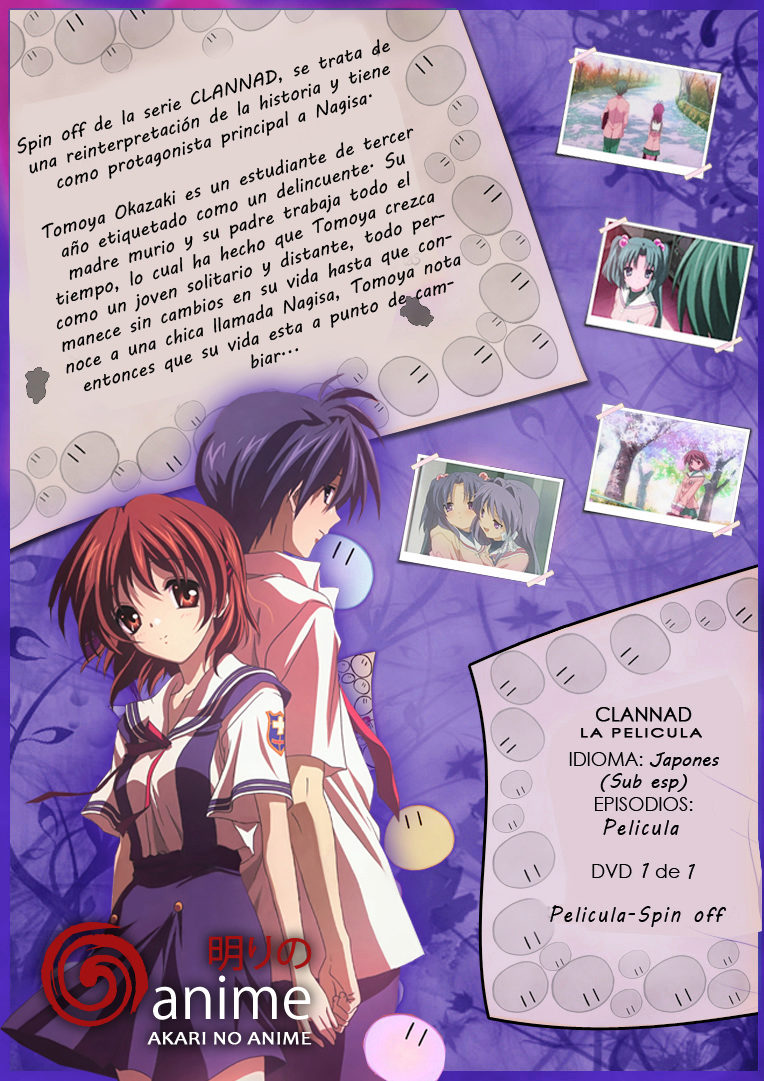 Spin off de la serie CLANNAD, se trata de
una reinterpretación de la historia y tiene
como protagonista principal a Nagisa.
Tomoya Okazaki es un estudiante de tercer
año etiquetado como un delincuente. Su
madre murio y su padre trabaja todo el
tiempo, lo cual ha hecho que Tomoya crezca
como un joven solitario y distante, todo per-
manece sin cambios en su vida hasta que con-
noce a una chica llamada Nagisa, Tomoya nota
entonces que su vida esta a punto de cam-
biar...
CLANNAD
LA PELICULA
IDIOMA: Japones
(Sub esp)
EPISODIOS:
Pelicula
DVD 1 de 1
Pelicula-Spin off
明りの
anime
AKARI NO ANIME